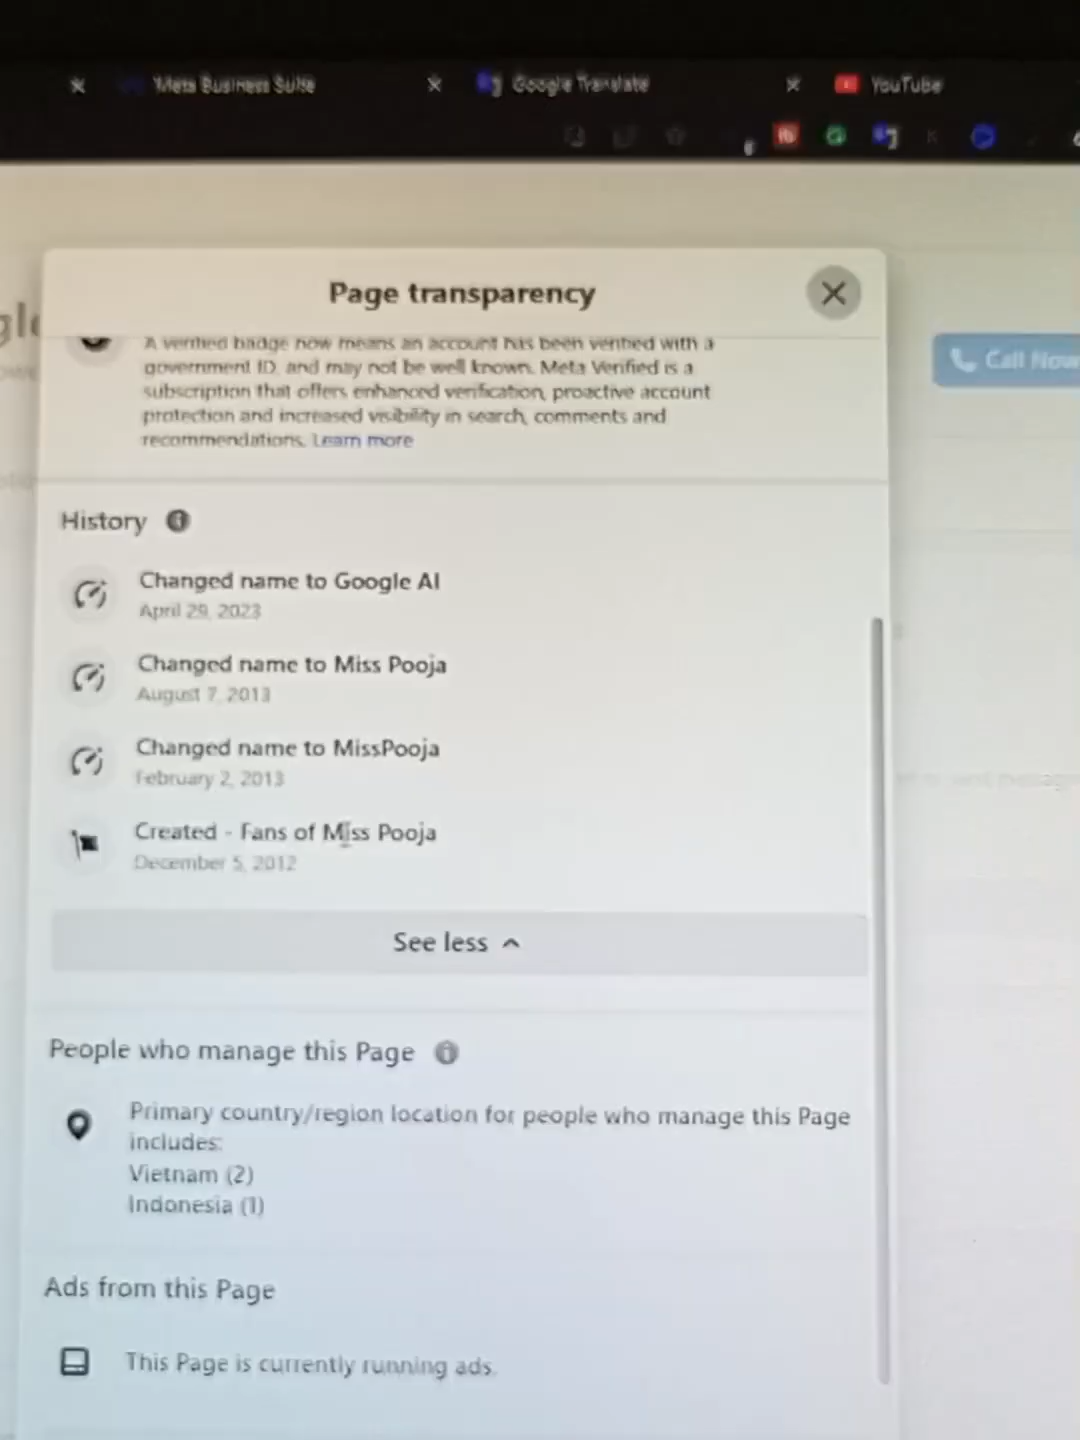 Meta Business Suite
Google Translate
YouTube
Page transparency
Call Now
A verified badge now means an account has been verified with a
government ID, and may not be well known. Meta Verified is a
subscription that offers enhanced verification, proactive account
protection and increased visibility in search, comments and
recommendations. Learn more
History
Changed name to Google AI
April 29, 2023
Changed name to Miss Pooja
August 7, 2013
Changed name to MissPooja
February 2, 2013
Created - Fans of Miss Pooja
December 5, 2012
See less
People who manage this Page
Primary country/region location for people who manage this Page
includes:
Vietnam (2)
Indonesia (1)
Ads from this Page
This Page is currently running ads.